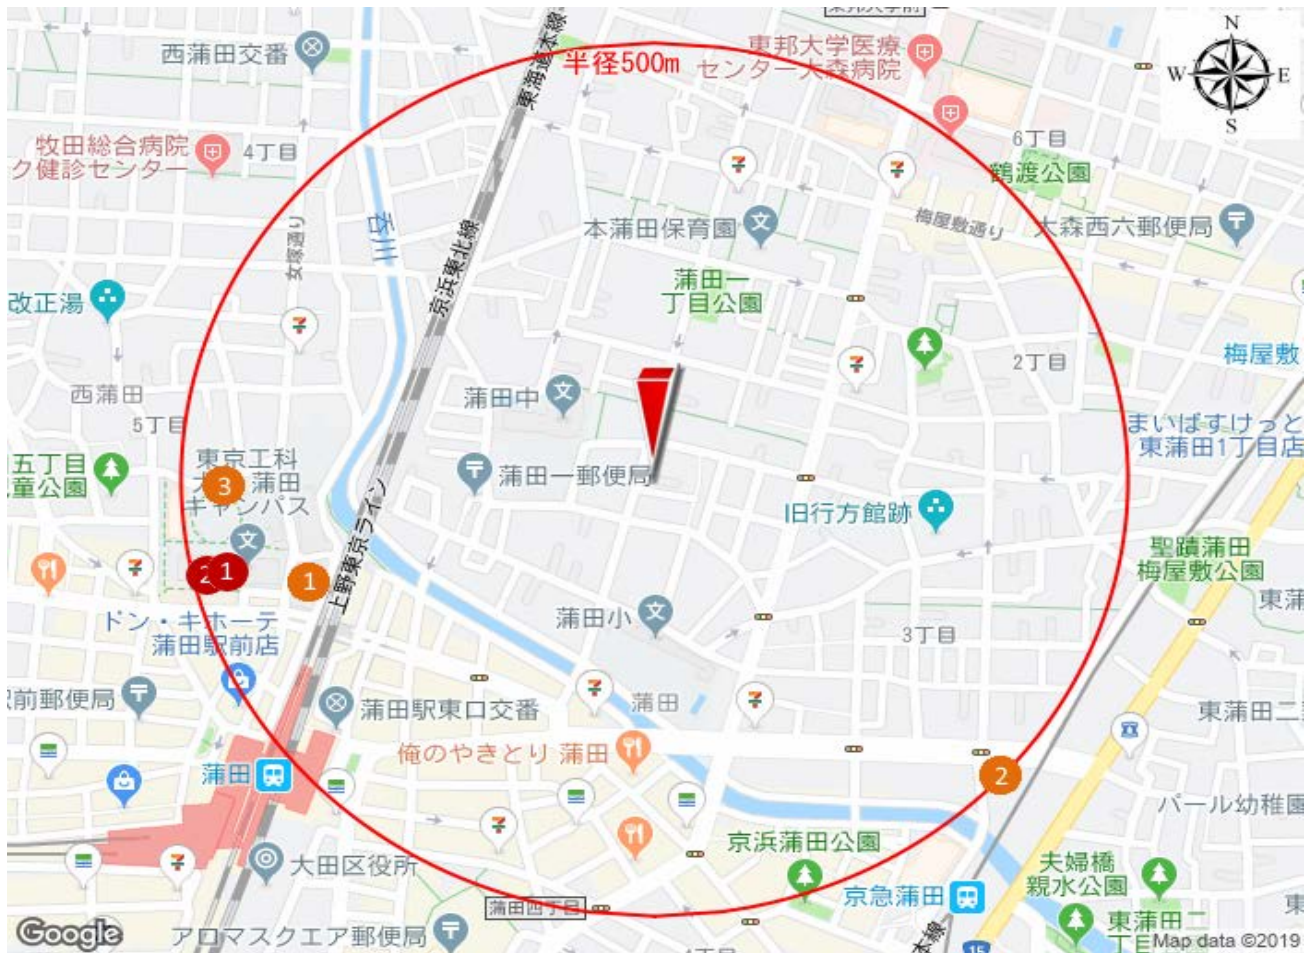 東邦大学前
西蒲田交番
東海道本線
半径500m
東邦大学医療
センター大森病院
N
W
E
S
牧田総合病院
ク健診センター
4丁目
6丁目
鶴渡公園
女塚通り
呑川
京浜東北線
本蒲田保育園
梅屋敷通り
大森西六郵便局
蒲田一
丁目公園
改正湯
梅屋敷
2丁目
西蒲田
5丁目
蒲田中
まいばすけっと
東蒲田1丁目店
五丁目
童公園
東京工科
大 蒲田
キャンパス
3
蒲田一郵便局
旧行方館跡
上野東京ライン
聖蹟蒲田
梅屋敷公園
2
1
1
東蒲
ドン・キホーテ
蒲田駅前店
蒲田小
3丁目
駅前郵便局
蒲田駅東口交番
蒲田
東蒲田二
俺のやきとり 蒲田
蒲田
2
パール幼稚園
大田区役所
京浜蒲田公園
夫婦橋
親水公園
京急蒲田
蒲田四丁目
アロマスクエア郵便局
本線
15
東蒲田二
Google
Map data ©2019